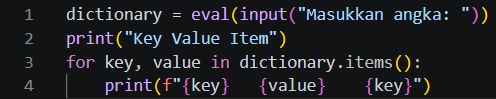 1 dictionary = eval(input("Masukkan angka: "))
2 print("Key Value Item")
3 for key, value in dictionary.items():
4     print(f"{key}   {value}    {key}")